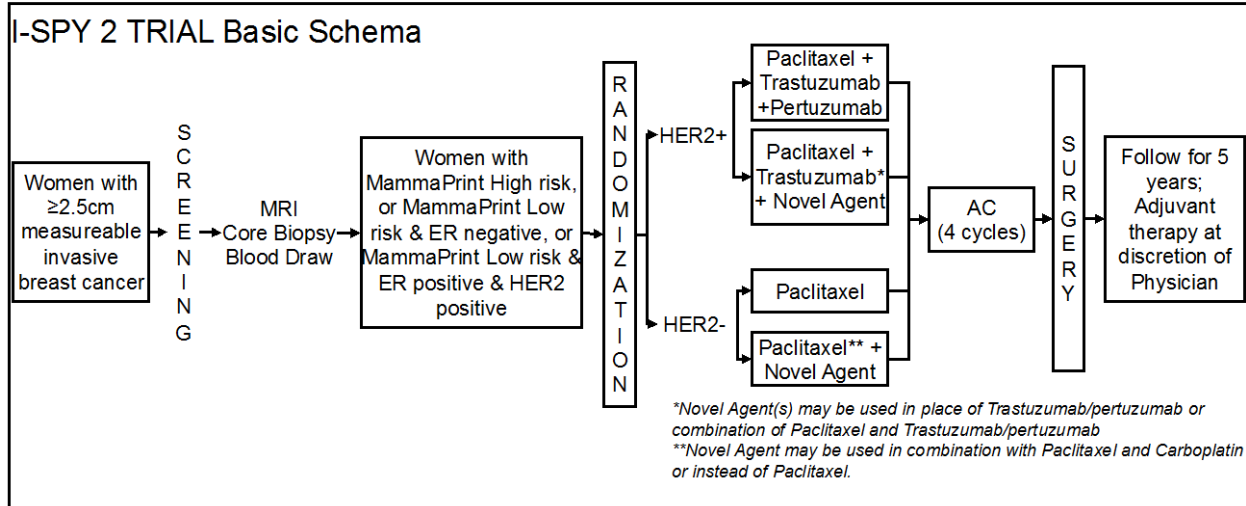 I-SPY 2 TRIAL Basic Schema
Women with
≥2.5cm
measureable
invasive
breast cancer
SCREENING
MRI
Core Biopsy
Blood Draw
Women with
MammaPrint High risk,
or MammaPrint Low
risk & ER negative, or
MammaPrint Low risk &
ER positive & HER2
positive
RANDOMIZATION
HER2+
Paclitaxel +
Trastuzumab
+Pertuzumab
Paclitaxel +
Trastuzumab*
+ Novel Agent
HER2-
Paclitaxel
Paclitaxel** +
Novel Agent
AC
(4 cycles)
SURGERY
Follow for 5
years;
Adjuvant
therapy at
discretion of
Physician
*Novel Agent(s) may be used in place of Trastuzumab/pertuzumab or
combination of Paclitaxel and Trastuzumab/pertuzumab
**Novel Agent may be used in combination with Paclitaxel and Carboplatin
or instead of Paclitaxel.